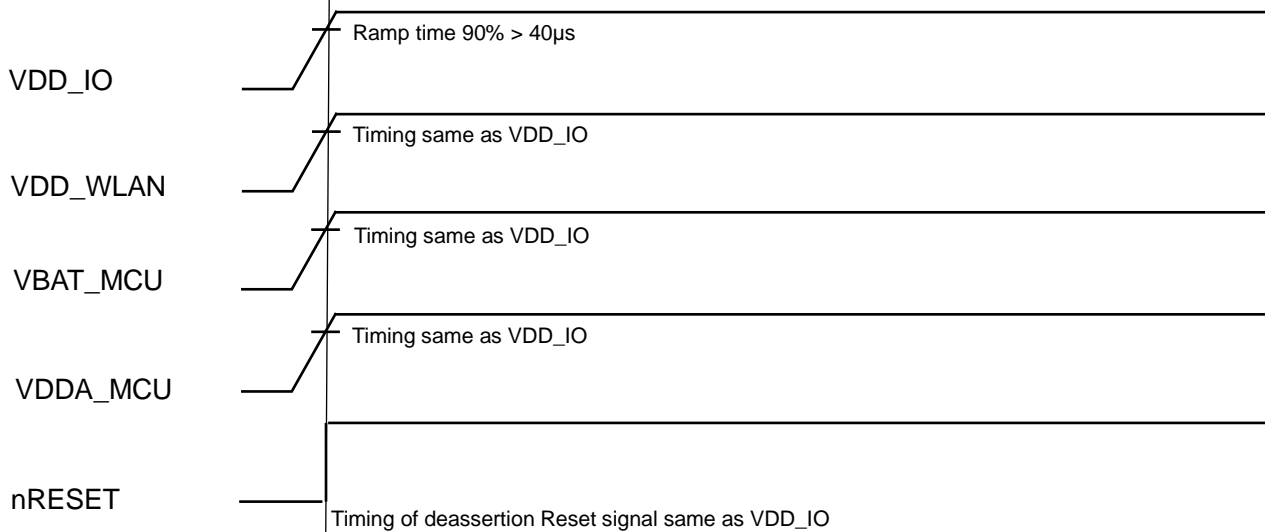 Ramp time 90% > 40µs
VDD_IO
Timing same as VDD_IO
VDD_WLAN
Timing same as VDD_IO
VBAT_MCU
Timing same as VDD_IO
VDDA_MCU
nRESET
Timing of deassertion Reset signal same as VDD_IO